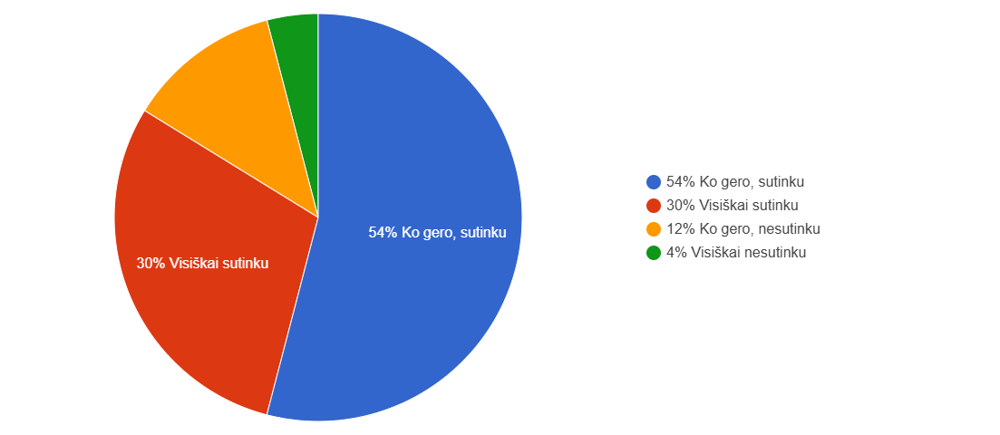 54% Ko gero, sutinku
30% Visiškai sutinku
54% Ko gero, sutinku
30% Visiškai sutinku
12% Ko gero, nesutinku
4% Visiškai nesutinku